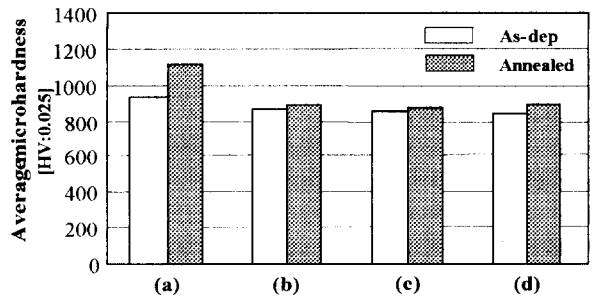 Averagemicrohardness
[HV:0.025]
1400
1200
1000
800
600
400
200
0
As-dep
Annealed
(a) (b) (c) (d)